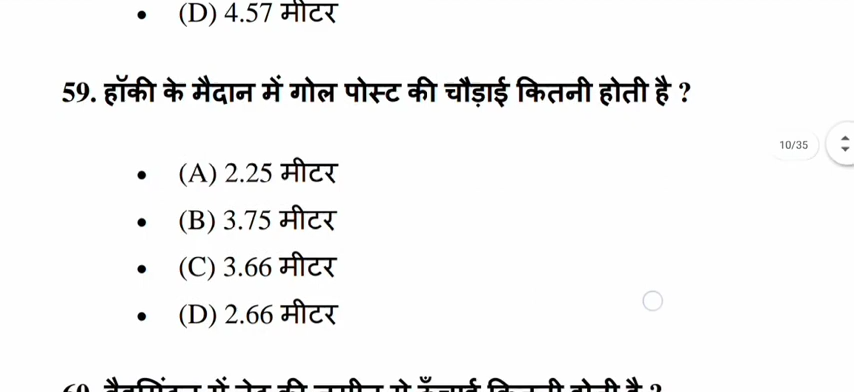 (D) 4.57 मीटर
59. हॉकी के मैदान में गोल पोस्ट की चौड़ाई कितनी होती है ?
10/35
(A) 2.25 मीटर
(B) 3.75 मीटर
(C) 3.66 मीटर
(D) 2.66 मीटर